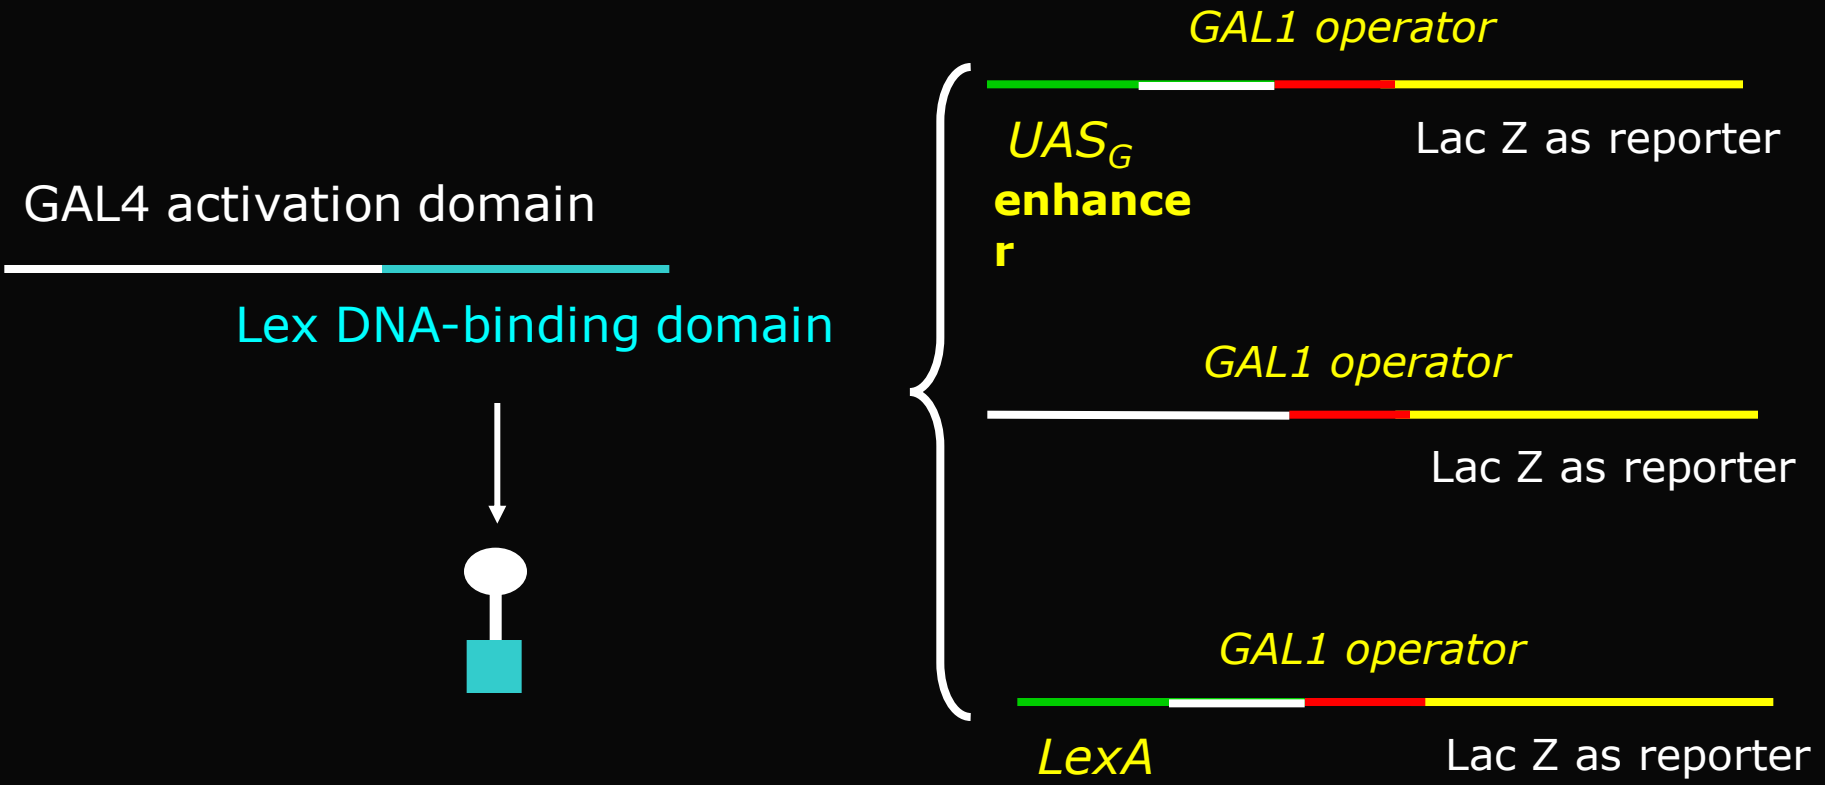 GAL4 activation domain
Lex DNA-binding domain
GAL1 operator
UASG
enhance
r
Lac Z as reporter
GAL1 operator
Lac Z as reporter
GAL1 operator
LexA
Lac Z as reporter